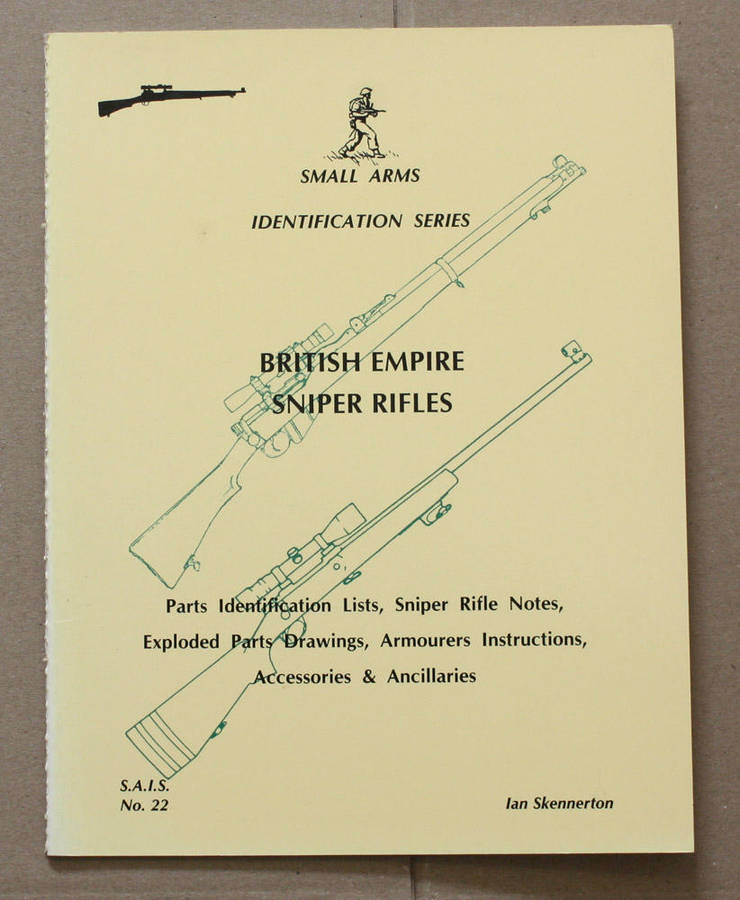 SMALL ARMS
IDENTIFICATION SERIES
BRITISH EMPIRE
SNIPER RIFLES
Parts Identification Lists, Sniper Rifle Notes,
Exploded Parts Drawings, Armourers Instructions,
Accessories & Ancillaries
S.A.I.S.
No. 22
Ian Skennerton